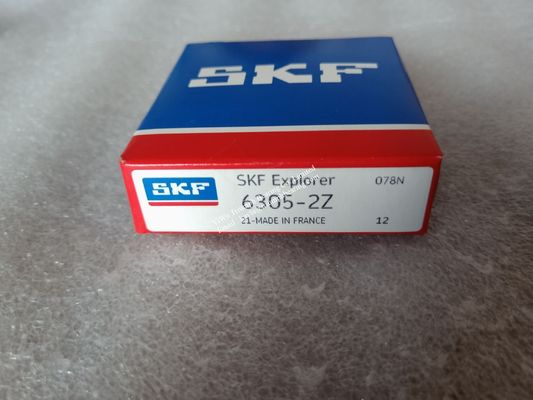 SKF
SKF
SKF Explorer
078N
6305-2Z
21-MADE IN FRANCE
12